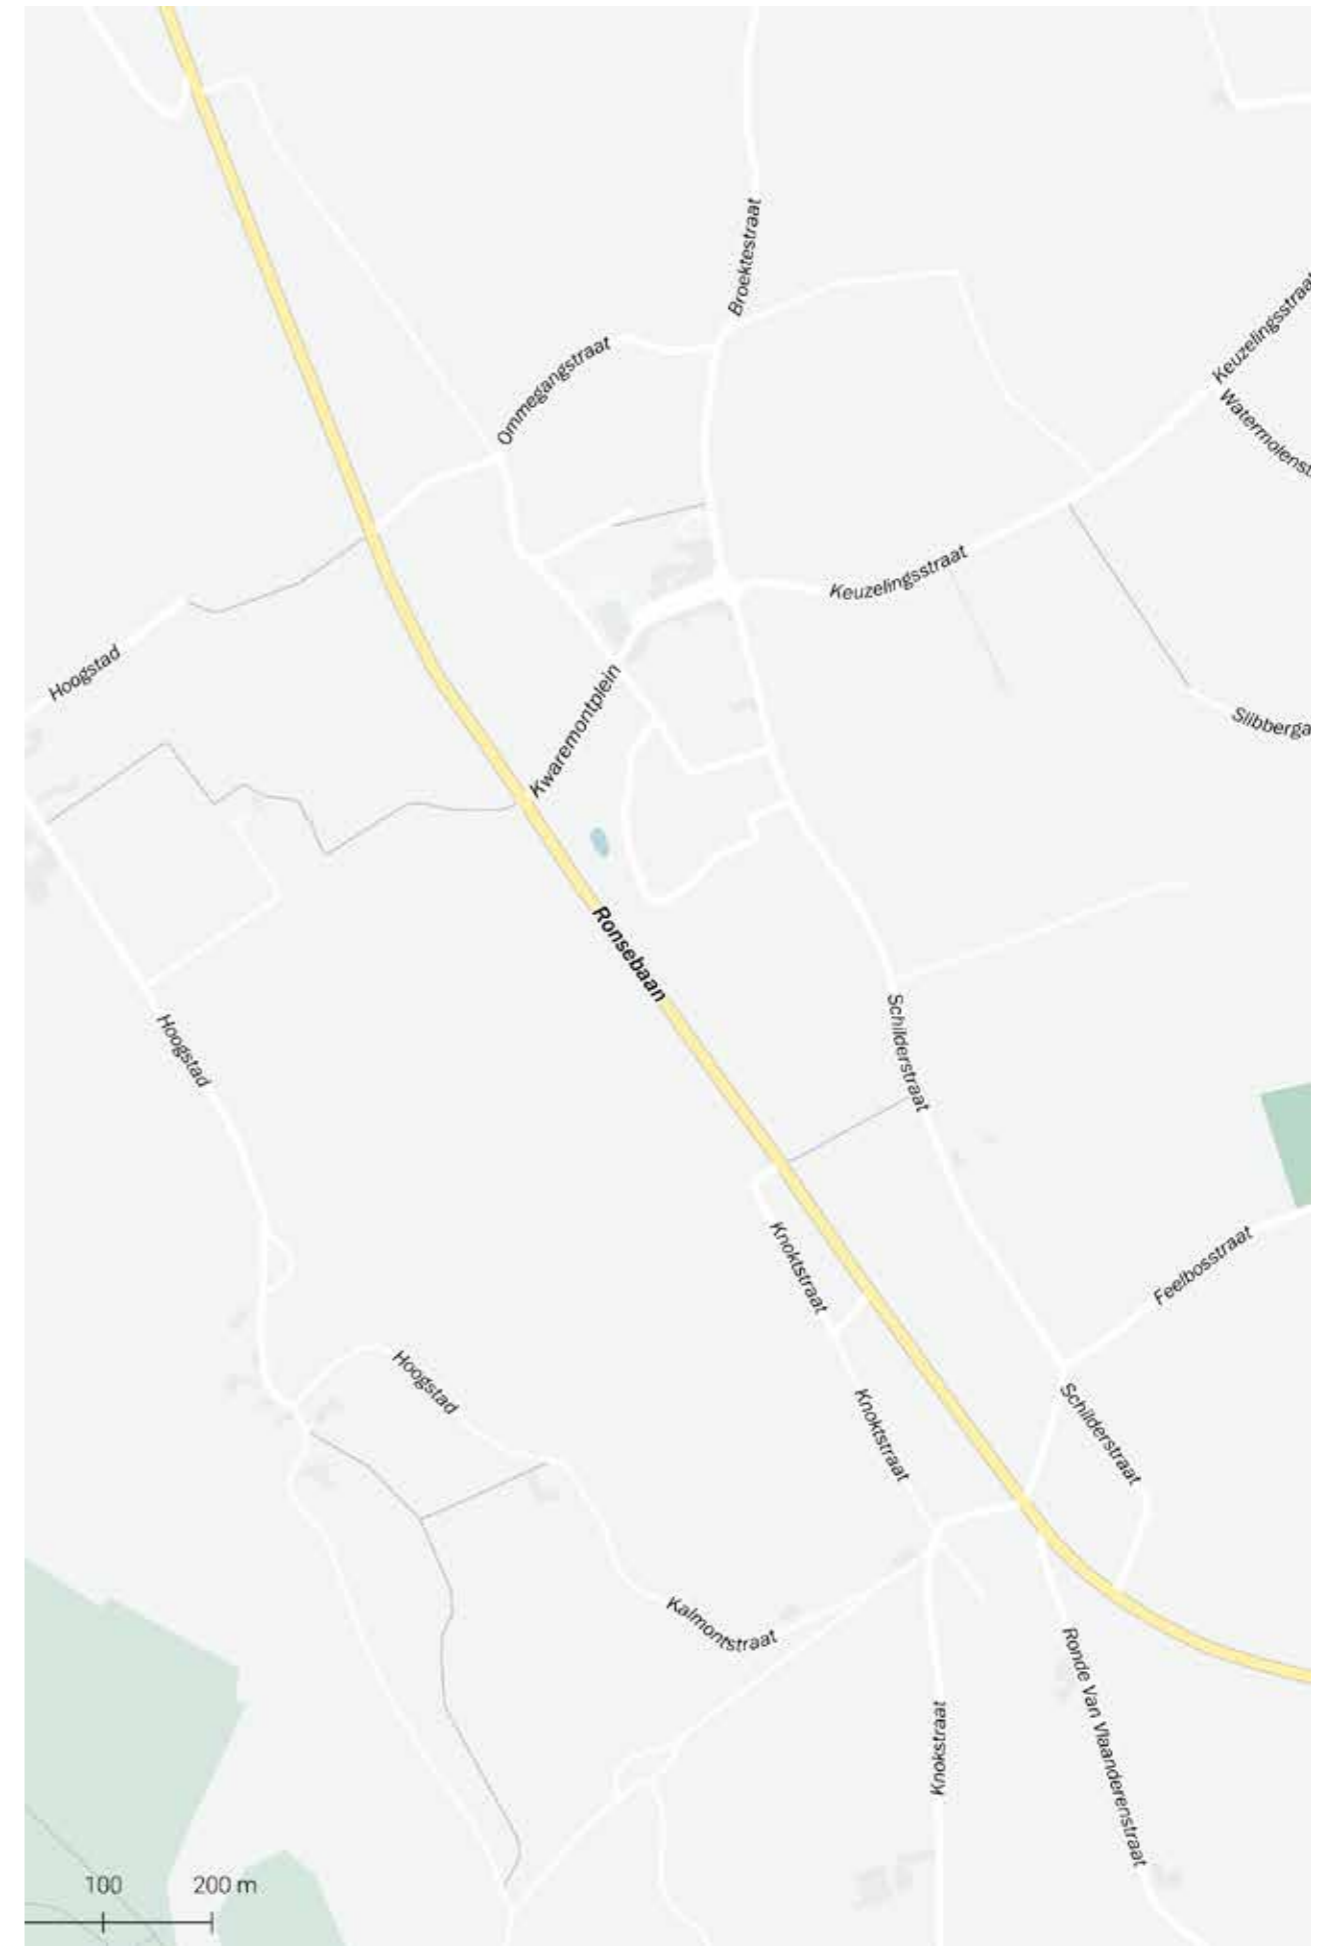 Broektestraat
Keuzelingsstraat
Ommegangstraat
Watermolenst
Keuzelingsstraat
Hoogstad
Kwaremontplein
Slibberga
Ronsebaan
Schilderstraat
Hoogstad
Knoktstraat
Feelbosstraat
Hoogstad
Knoktstraat
Schilderstraat
Kalmontstraat
Ronde Van Vlaanderenstraat
Knokstraat
100 200 m